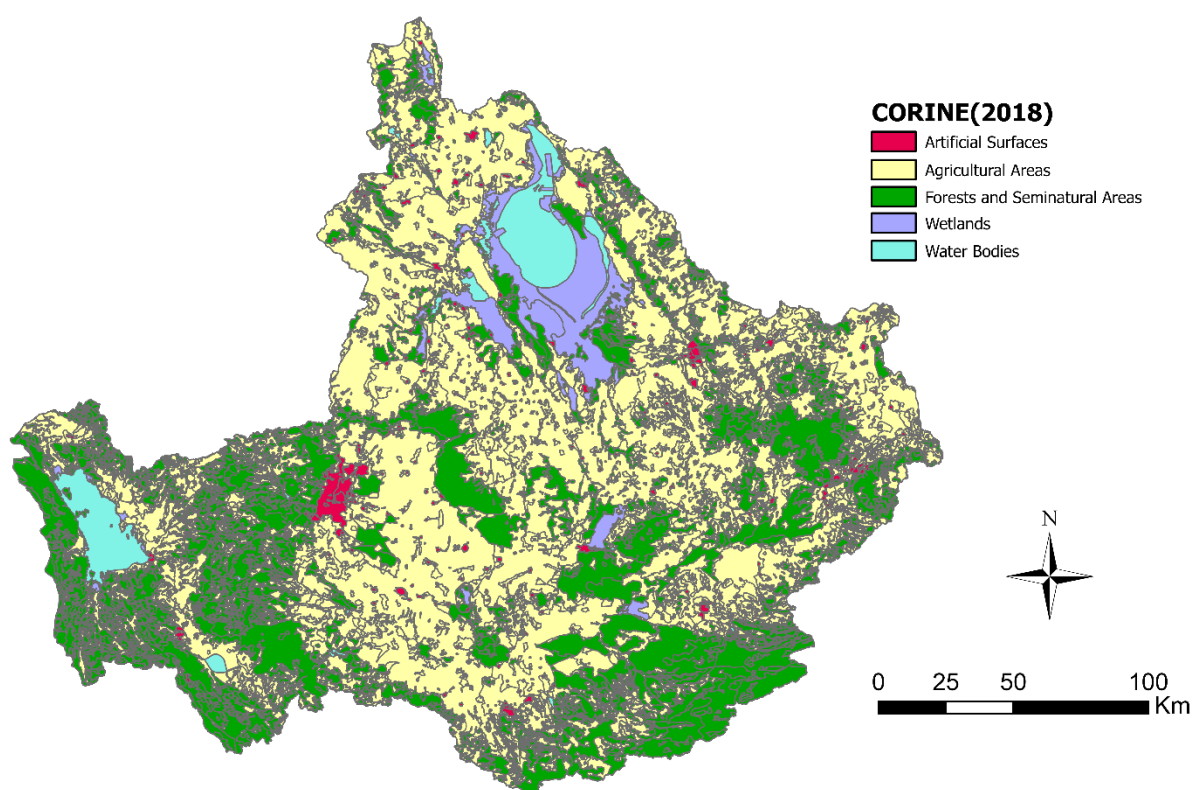 CORINE(2018)
Artificial Surfaces
Agricultural Areas
Forests and Seminatural Areas
Wetlands
Water Bodies
N
0 25 50 100
Km